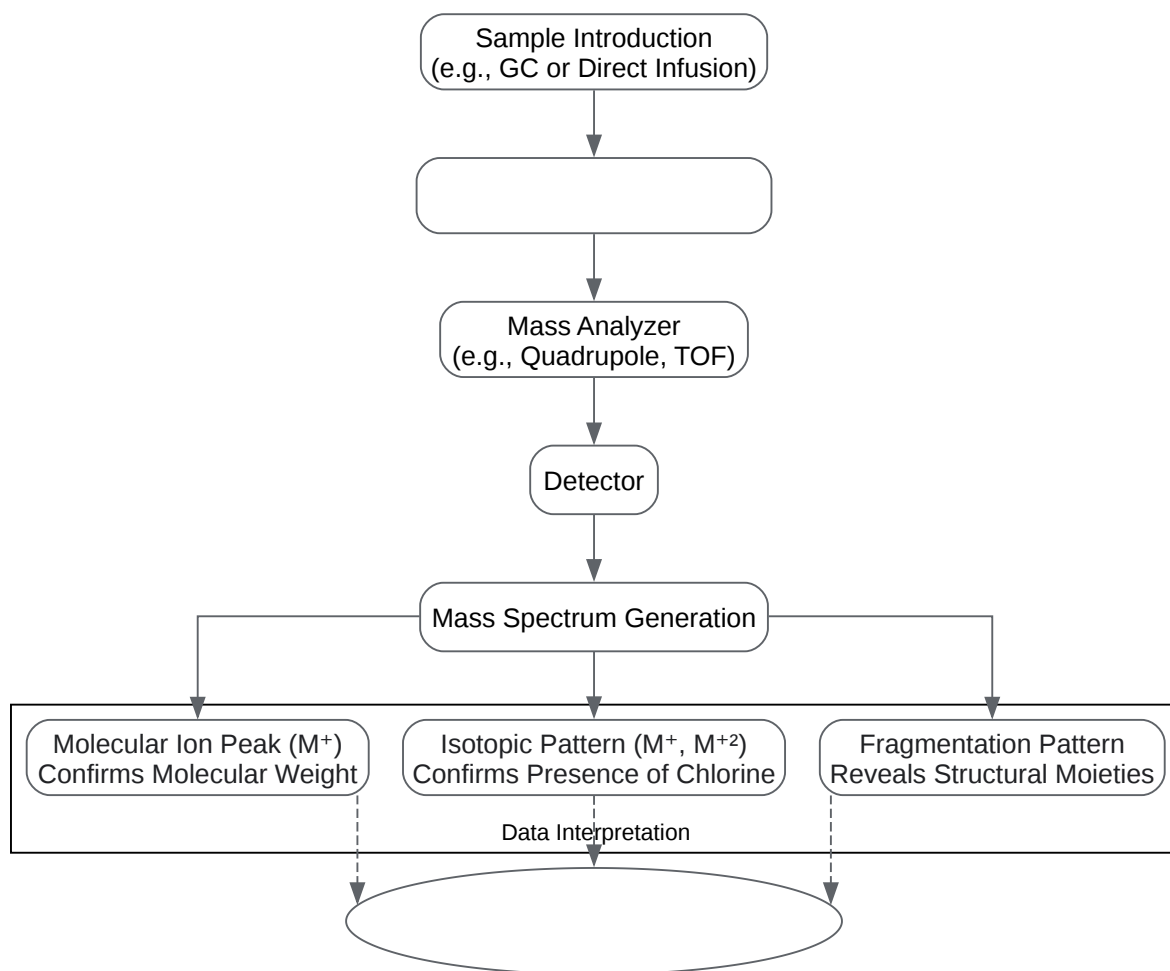 Sample Introduction
(e.g., GC or Direct Infusion)
Mass Analyzer
(e.g., Quadrupole, TOF)
Detector
Mass Spectrum Generation
Molecular Ion Peak (M⁺)
Confirms Molecular Weight
Isotopic Pattern (M⁺, M⁺²)
Confirms Presence of Chlorine
Fragmentation Pattern
Reveals Structural Moieties
Data Interpretation